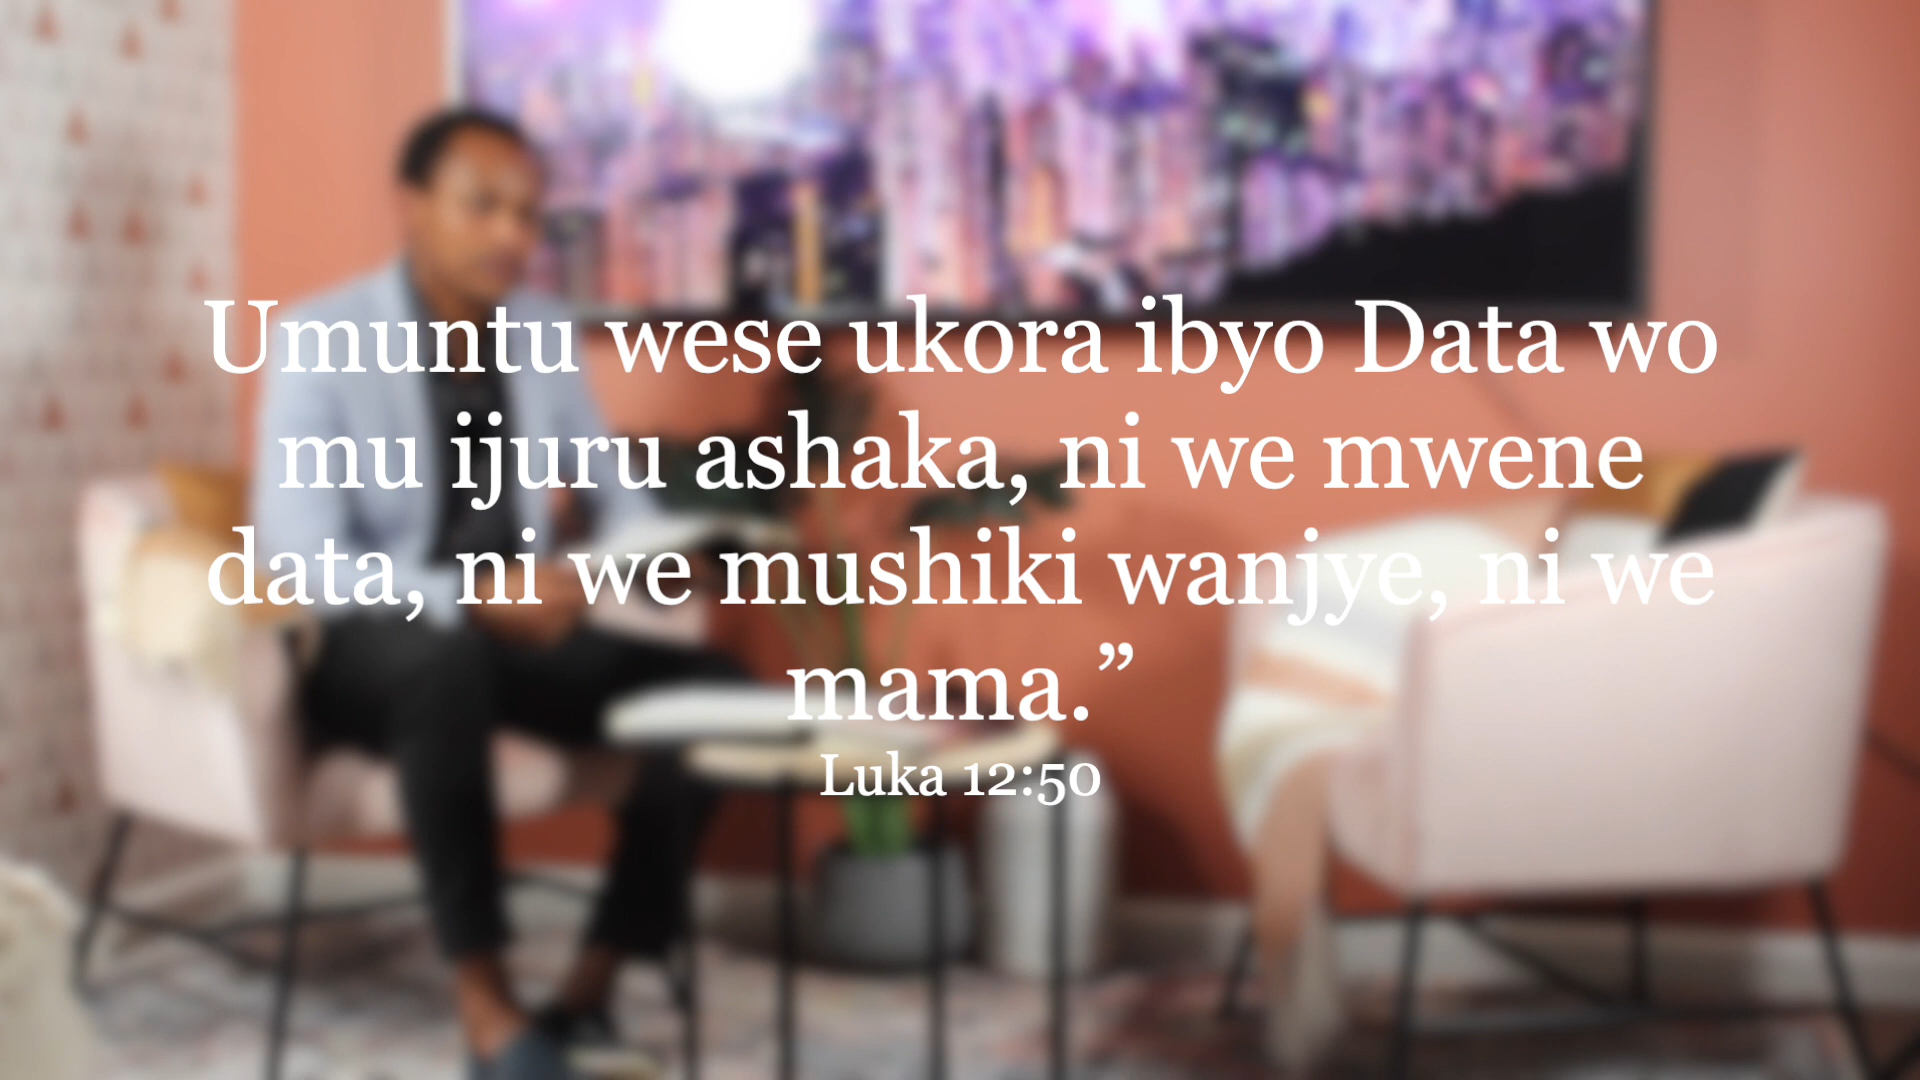 Umuntu wese ukora ibyo Data wo
mu ijuru ashaka, ni we mwene
data, ni we mushiki wanjye, ni we
mama.”
Luka 12:50